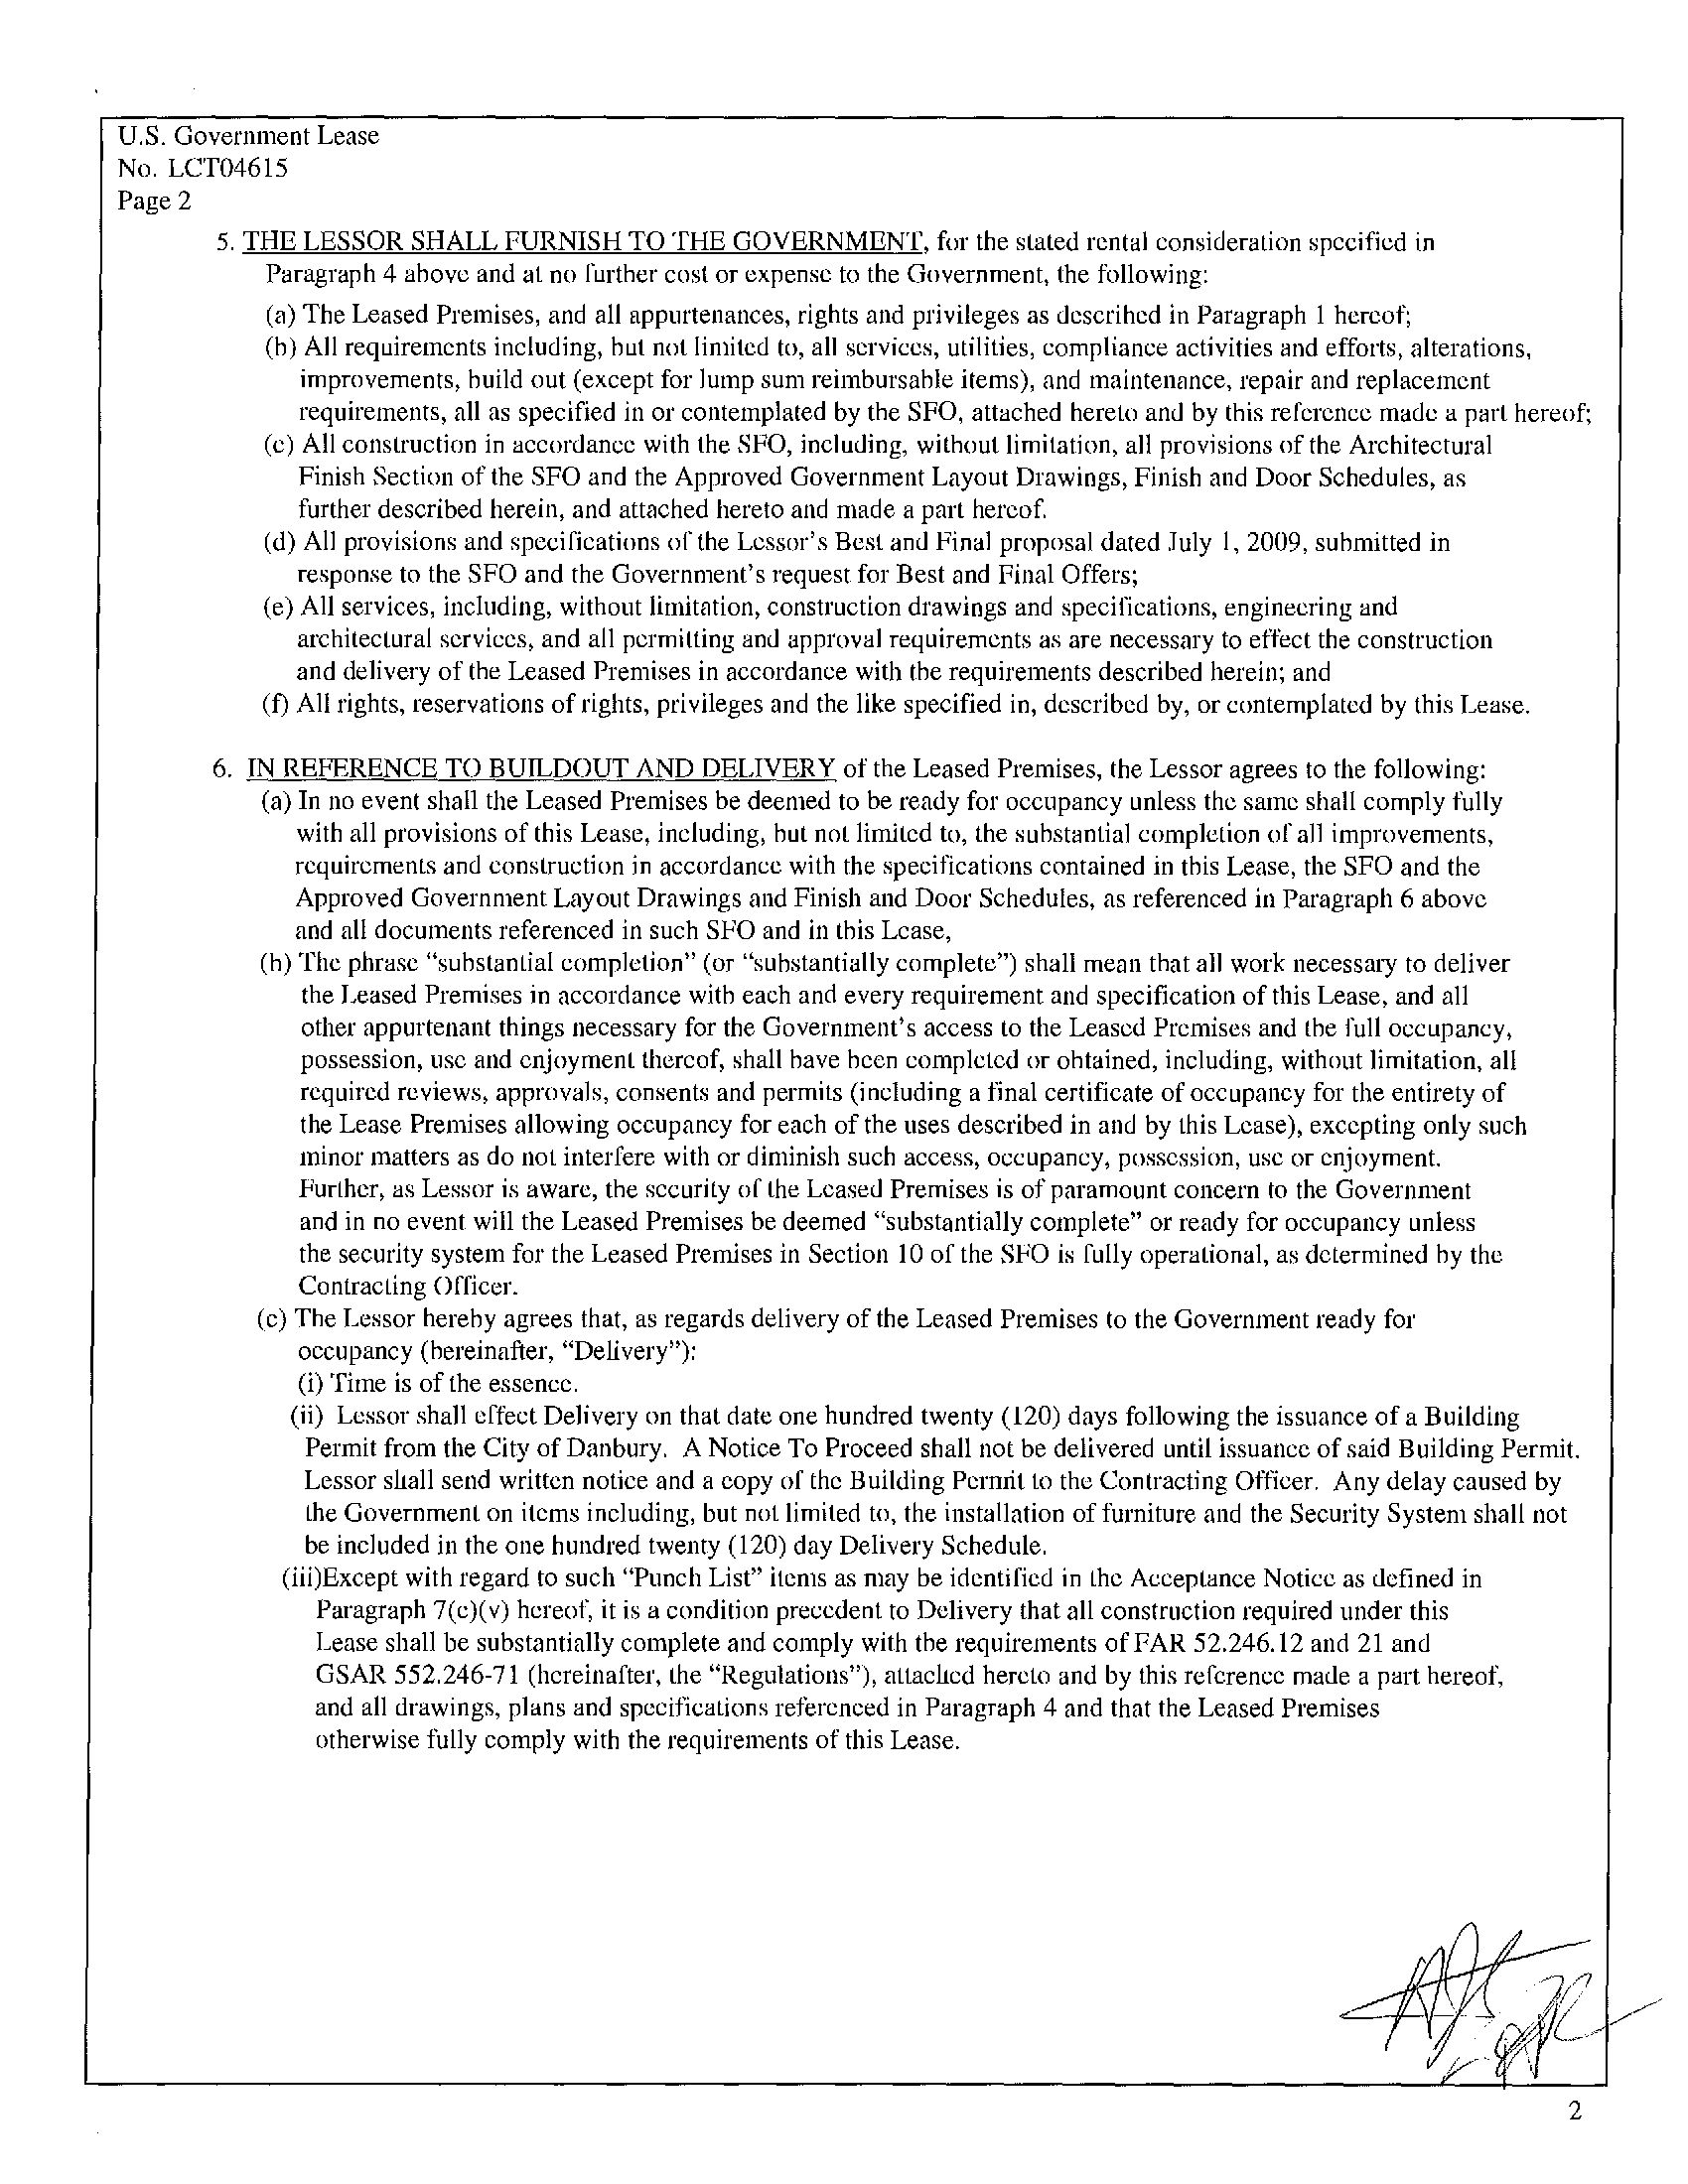 U.S. Government Lease
No. LCT04615
Page 2
5. THE LESSOR SHALL FURNISH TO THE GOVERNMENT, for the stated rental consideration specified in
Paragraph 4 above and at no further cost or expense to the Government, the following:
(a) The Leased Premises, and all appurtenances, rights and privileges as described in Paragraph 1 hereof;
(b) All requirements including, but not limited to, all services, utilities, compliance activities and efforts, alterations,
improvements, build out (except for lump sum reimbursable items), and maintenance, repair and replacement
requirements, all as specified in or contemplated by the SFO, attached hereto and by this reference made a part hereof;
(c) All construction in accordance with the SFO, including, without limitation, all provisions of the Architectural
Finish Section of the SFO and the Approved Government Layout Drawings, Finish and Door Schedules, as
further described herein, and attached hereto and made a part hereof.
(d) All provisions and specifications of the Lessor's Best and Final proposal dated July 1, 2009, submitted in
response to the SFO and the Government's request for Best and Final Offers;
(e) All services, including, without limitation, construction drawings and specifications, engineering and
architectural services, and all permitting and approval requirements as are necessary to effect the construction
and delivery of the Leased Premises in accordance with the requirements described herein; and
(f) All rights, reservations of rights, privileges and the like specified in, described by, or contemplated by this Lease.
6. IN REFERENCE TO BUILDOUT AND DELIVERY of the Leased Premises, the Lessor agrees to the following:
(a) In no event shall the Leased Premises be deemed to be ready for occupancy unless the same shall comply fully
with all provisions of this Lease, including, but not limited to, the substantial completion of all improvements,
requirements and construction in accordance with the specifications contained in this Lease, the SFO and the
Approved Government Layout Drawings and Finish and Door Schedules, as referenced in Paragraph 6 above
and all documents referenced in such SFO and in this Lease,
(b) The phrase "substantial completion" (or "substantially complete") shall mean that all work necessary to deliver
the Leased Premises in accordance with each and every requirement and specification of this Lease, and all
other appurtenant things necessary for the Government's access to the Leased Premises and the full occupancy,
possession, use and enjoyment thereof, shall have been completed or obtained, including, without limitation, all
required reviews, approvals, consents and permits (including a final certificate of occupancy for the entirety of
the Lease Premises allowing occupancy for each of the uses described in and by this Lease), excepting only such
minor matters as do not interfere with or diminish such access, occupancy, possession, use or enjoyment.
Further, as Lessor is aware, the security of the Leased Premises is of paramount concern to the Government
and in no event will the Leased Premises be deemed "substantially complete" or ready for occupancy unless
the security system for the Leased Premises in Section 10 of the SFO is fully operational, as determined by the
Contracting Officer.
(c) The Lessor hereby agrees that, as regards delivery of the Leased Premises to the Government ready for
occupancy (hereinafter, "Delivery"):
(i) Time is of the essence.
(ii) Lessor shall effect Delivery on that date one hundred twenty (120) days following the issuance of a Building
Permit from the City of Danbury. A Notice To Proceed shall not be delivered until issuance of said Building Permit.
Lessor shall send written notice and a copy of the Building Permit to the Contracting Officer. Any delay caused by
the Government on items including, but not limited to, the installation of furniture and the Security System shall not
be included in the one hundred twenty (120) day Delivery Schedule.
(iii)Except with regard to such "Punch List" items as may be identified in the Acceptance Notice as defined in
Paragraph 7(c)(v) hereof, it is a condition precedent to Delivery that all construction required under this
Lease shall be substantially complete and comply with the requirements of FAR 52.246.12 and 21 and
GSAR 552.246-71 (hereinafter, the "Regulations"), attached hereto and by this reference made a part hereof,
and all drawings, plans and specifications referenced in Paragraph 4 and that the Leased Premises
otherwise fully comply with the requirements of this Lease.
2